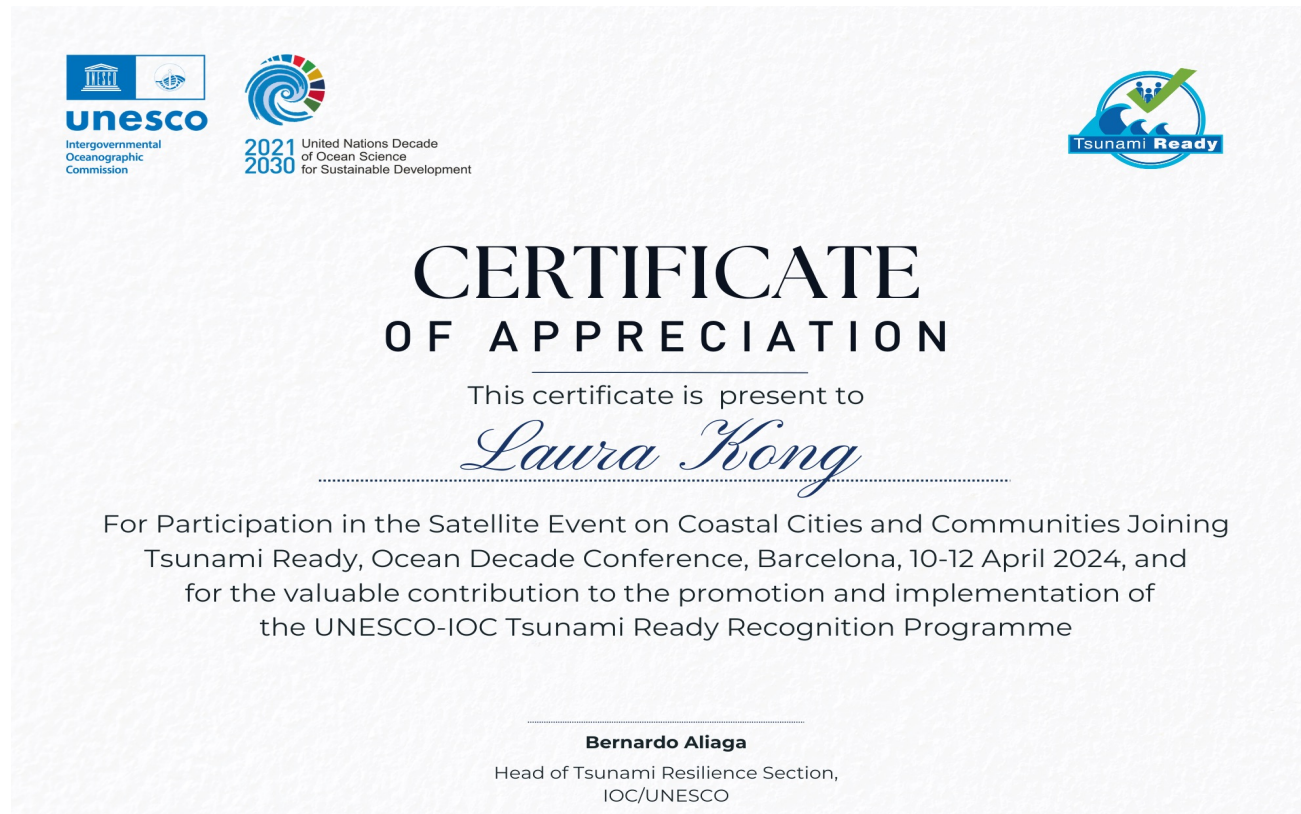 unesco
Intergovernmental
Oceanographic
Commission
2021
2030
United Nations Decade
of Ocean Science
for Sustainable Development
Tsunami Ready
CERTIFICATE
OF APPRECIATION
This certificate is present to
Laura Kong
For Participation in the Satellite Event on Coastal Cities and Communities Joining
Tsunami Ready, Ocean Decade Conference, Barcelona, 10-12 April 2024, and
for the valuable contribution to the promotion and implementation of
the UNESCO-IOC Tsunami Ready Recognition Programme
Bernardo Aliaga
Head of Tsunami Resilience Section,
IOC/UNESCO